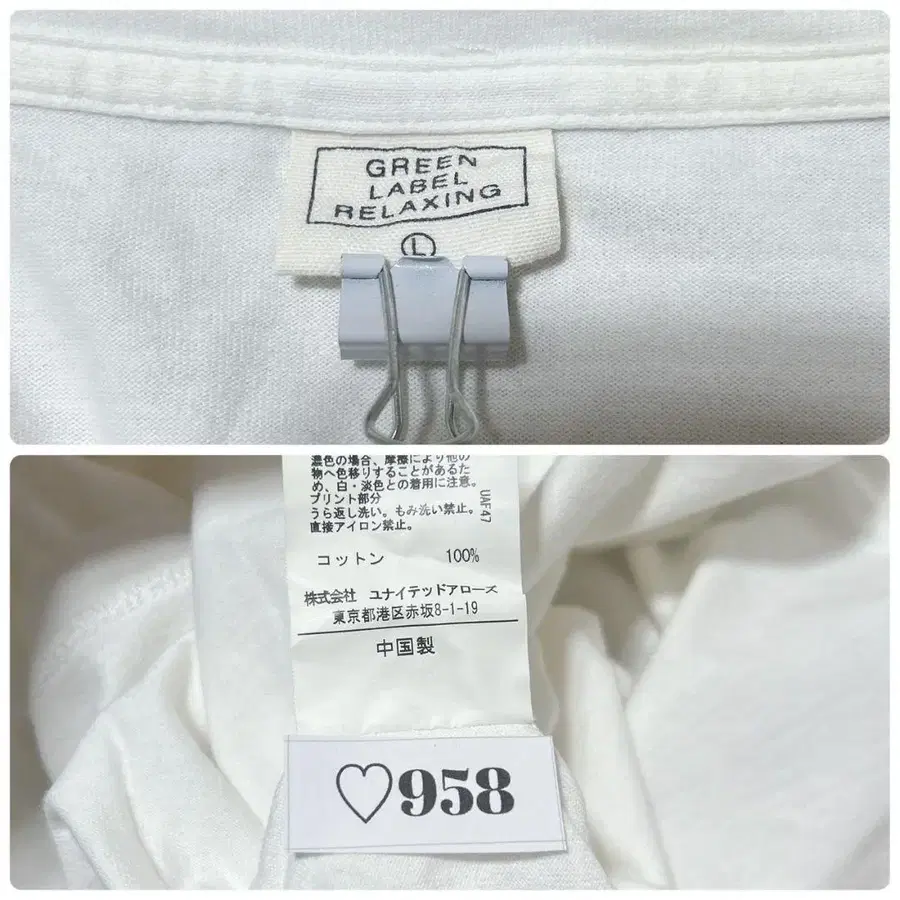 GREEN
LABEL
RELAXING
L
濃色の場合、摩擦により他の
物へ色移りすることがあるた
め、白・淡色との着用に注意。
プリント部分
うら返し洗い。もみ洗い禁止。
直接アイロン禁止。
UAF47
コットン 100%
株式会社 ユナイテッドアローズ
東京都港区赤坂8-1-19
中国製
♡958